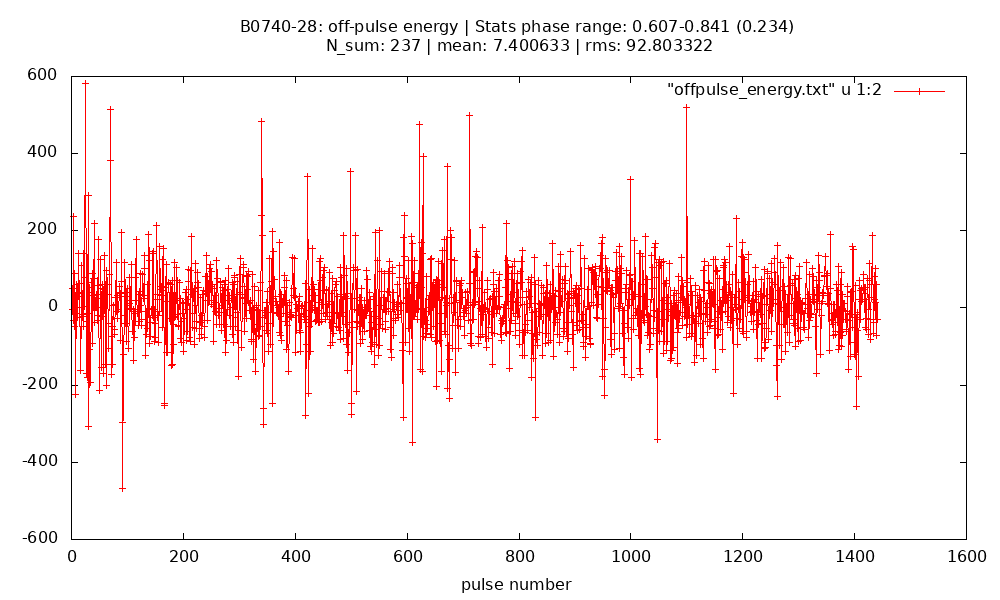 B0740-28: off-pulse energy | Stats phase range: 0.607-0.841 (0.234)
N_sum: 237 | mean: 7.400633 | rms: 92.803322
"offpulse_energy.txt" u 1:2
600
400
200
0
-200
-400
-600
0 200 400 600 800 1000 1200 1400 1600
pulse number